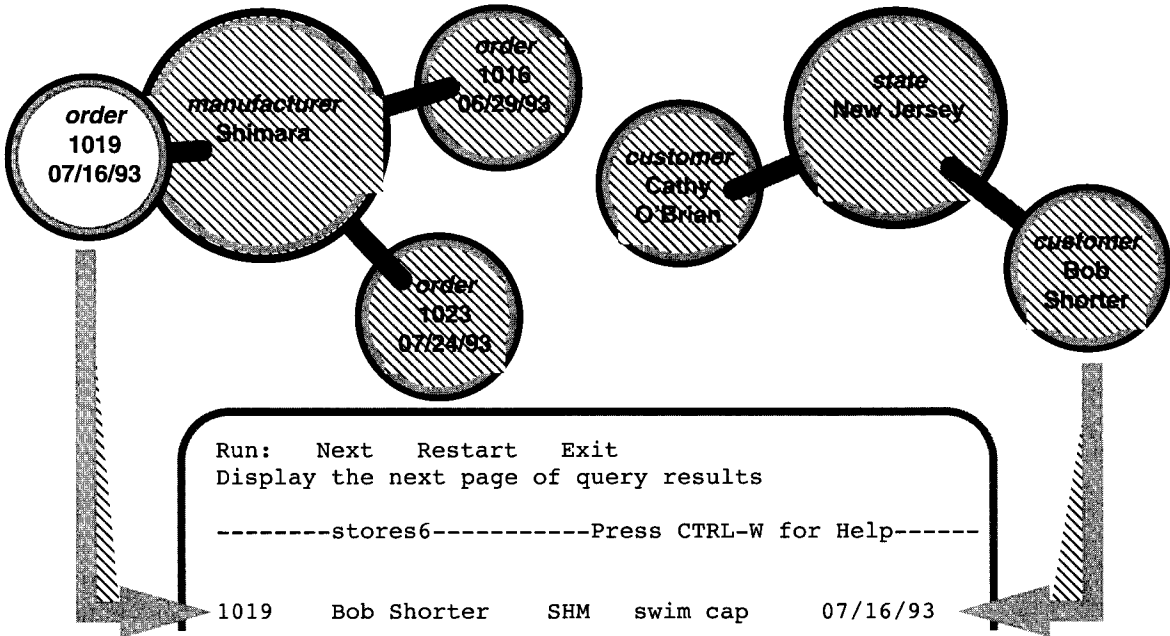 order
1019
07/16/93
manufacturer
Shimara
order
1016
06/29/93
order
1023
07/24/93
state
New Jersey
customer
Cathy
O'Brian
customer
Bob
Shorter
Run: Next Restart Exit
Display the next page of query results
--------stores6-----------Press CTRL-W for Help------
1019 Bob Shorter SHM swim cap 07/16/93